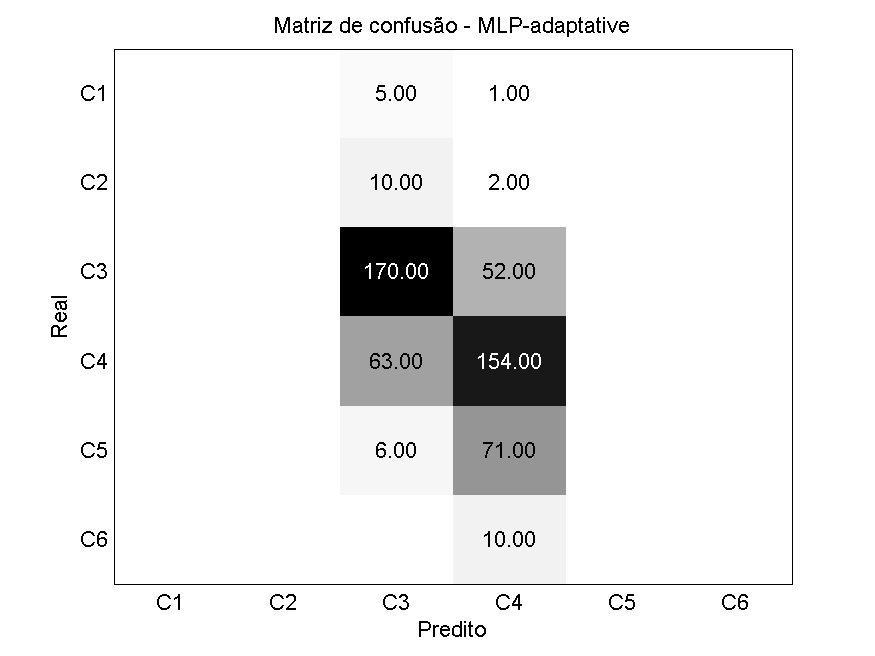 Matriz de confusão - MLP-adaptative
C1 5.00 1.00
C2 10.00 2.00
C3 170.00 52.00
Real
C4 63.00 154.00
C5 6.00 71.00
C6 10.00
C1 C2 C3 C4 C5 C6
Predito